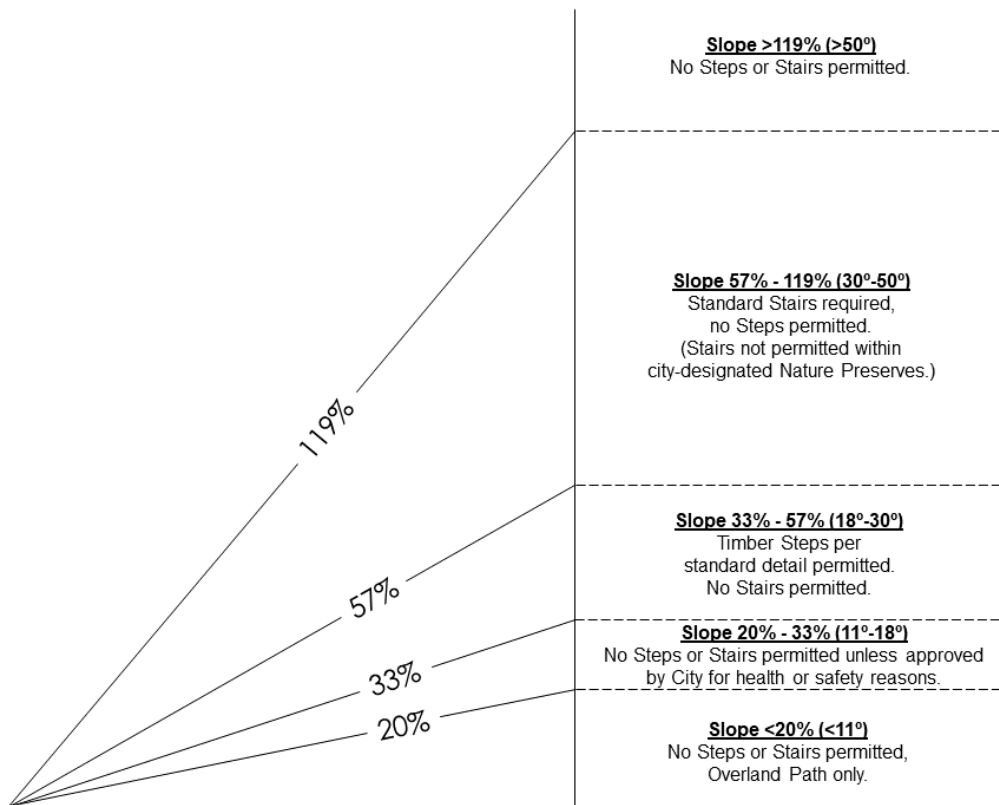 Slope >119% (>50º)
No Steps or Stairs permitted.
119%
Slope 57% - 119% (30º-50º)
Standard Stairs required,
no Steps permitted.
(Stairs not permitted within
city-designated Nature Preserves.)
57%
Slope 33% - 57% (18º-30º)
Timber Steps per
standard detail permitted.
No Stairs permitted.
33%
Slope 20% - 33% (11º-18º)
No Steps or Stairs permitted unless approved
by City for health or safety reasons.
20%
Slope <20% (<11º)
No Steps or Stairs permitted,
Overland Path only.